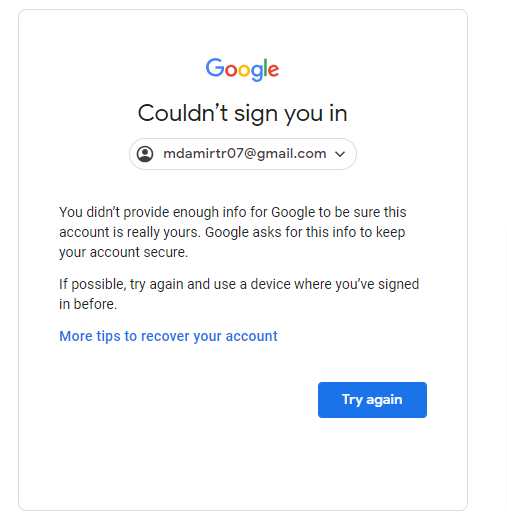 Google
Couldn’t sign you in
mdamirtr07@gmail.com
You didn’t provide enough info for Google to be sure this
account is really yours. Google asks for this info to keep
your account secure.
If possible, try again and use a device where you’ve signed
in before.
More tips to recover your account
Try again